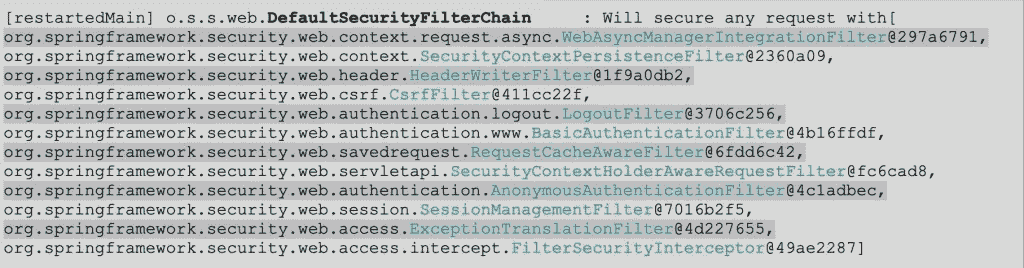 [restartedMain] o.s.s.web.DefaultSecurityFilterChain : Will secure any request with[
org.springframework.security.web.context.request.async.WebAsyncManagerIntegrationFilter@297a6791,
org.springframework.security.web.context.SecurityContextPersistenceFilter@2360a09,
org.springframework.security.web.header.HeaderWriterFilter@1f9a0db2,
org.springframework.security.web.csrf.CsrfFilter@411cc22f,
org.springframework.security.web.authentication.logout.LogoutFilter@3706c256,
org.springframework.security.web.authentication.www.BasicAuthenticationFilter@4b16ffdf,
org.springframework.security.web.savedrequest.RequestCacheAwareFilter@6fdd6c42,
org.springframework.security.web.servletapi.SecurityContextHolderAwareRequestFilter@fc6cad8,
org.springframework.security.web.authentication.AnonymousAuthenticationFilter@4c1adbec,
org.springframework.security.web.session.SessionManagementFilter@7016b2f5,
org.springframework.security.web.access.ExceptionTranslationFilter@4d227655,
org.springframework.security.web.access.intercept.FilterSecurityInterceptor@49ae2287]